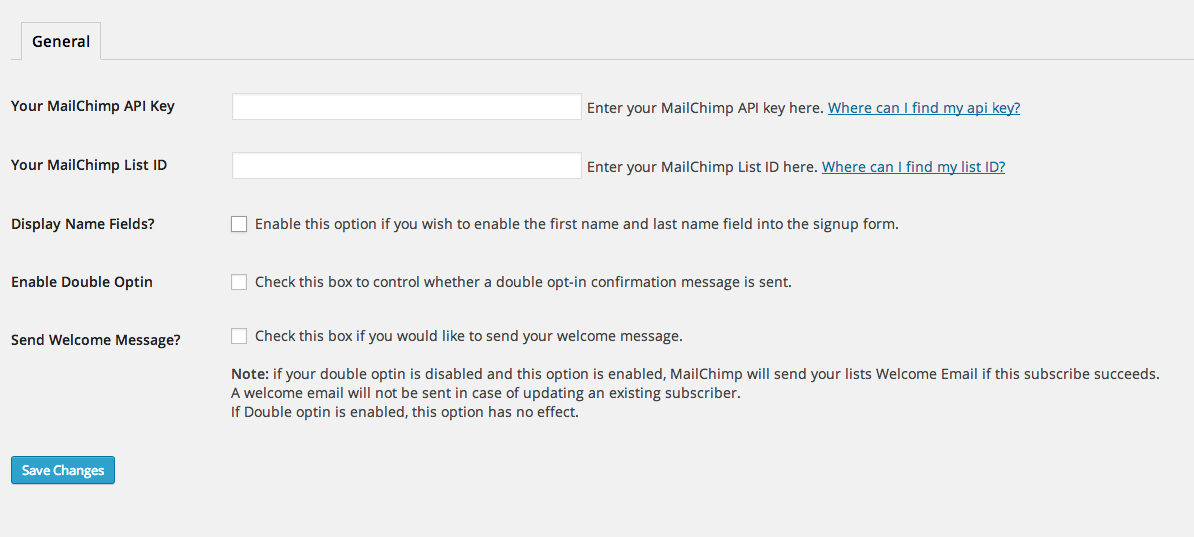 General
Your MailChimp API Key
Enter your MailChimp API key here. Where can I find my api key?
Your MailChimp List ID
Enter your MailChimp List ID here. Where can I find my list ID?
Display Name Fields?
Enable this option if you wish to enable the first name and last name field into the signup form.
Enable Double Optin
Check this box to control whether a double opt-in confirmation message is sent.
Send Welcome Message?
Check this box if you would like to send your welcome message.
Note: if your double optin is disabled and this option is enabled, MailChimp will send your lists Welcome Email if this subscribe succeeds.
A welcome email will not be sent in case of updating an existing subscriber.
If Double optin is enabled, this option has no effect.
Save Changes